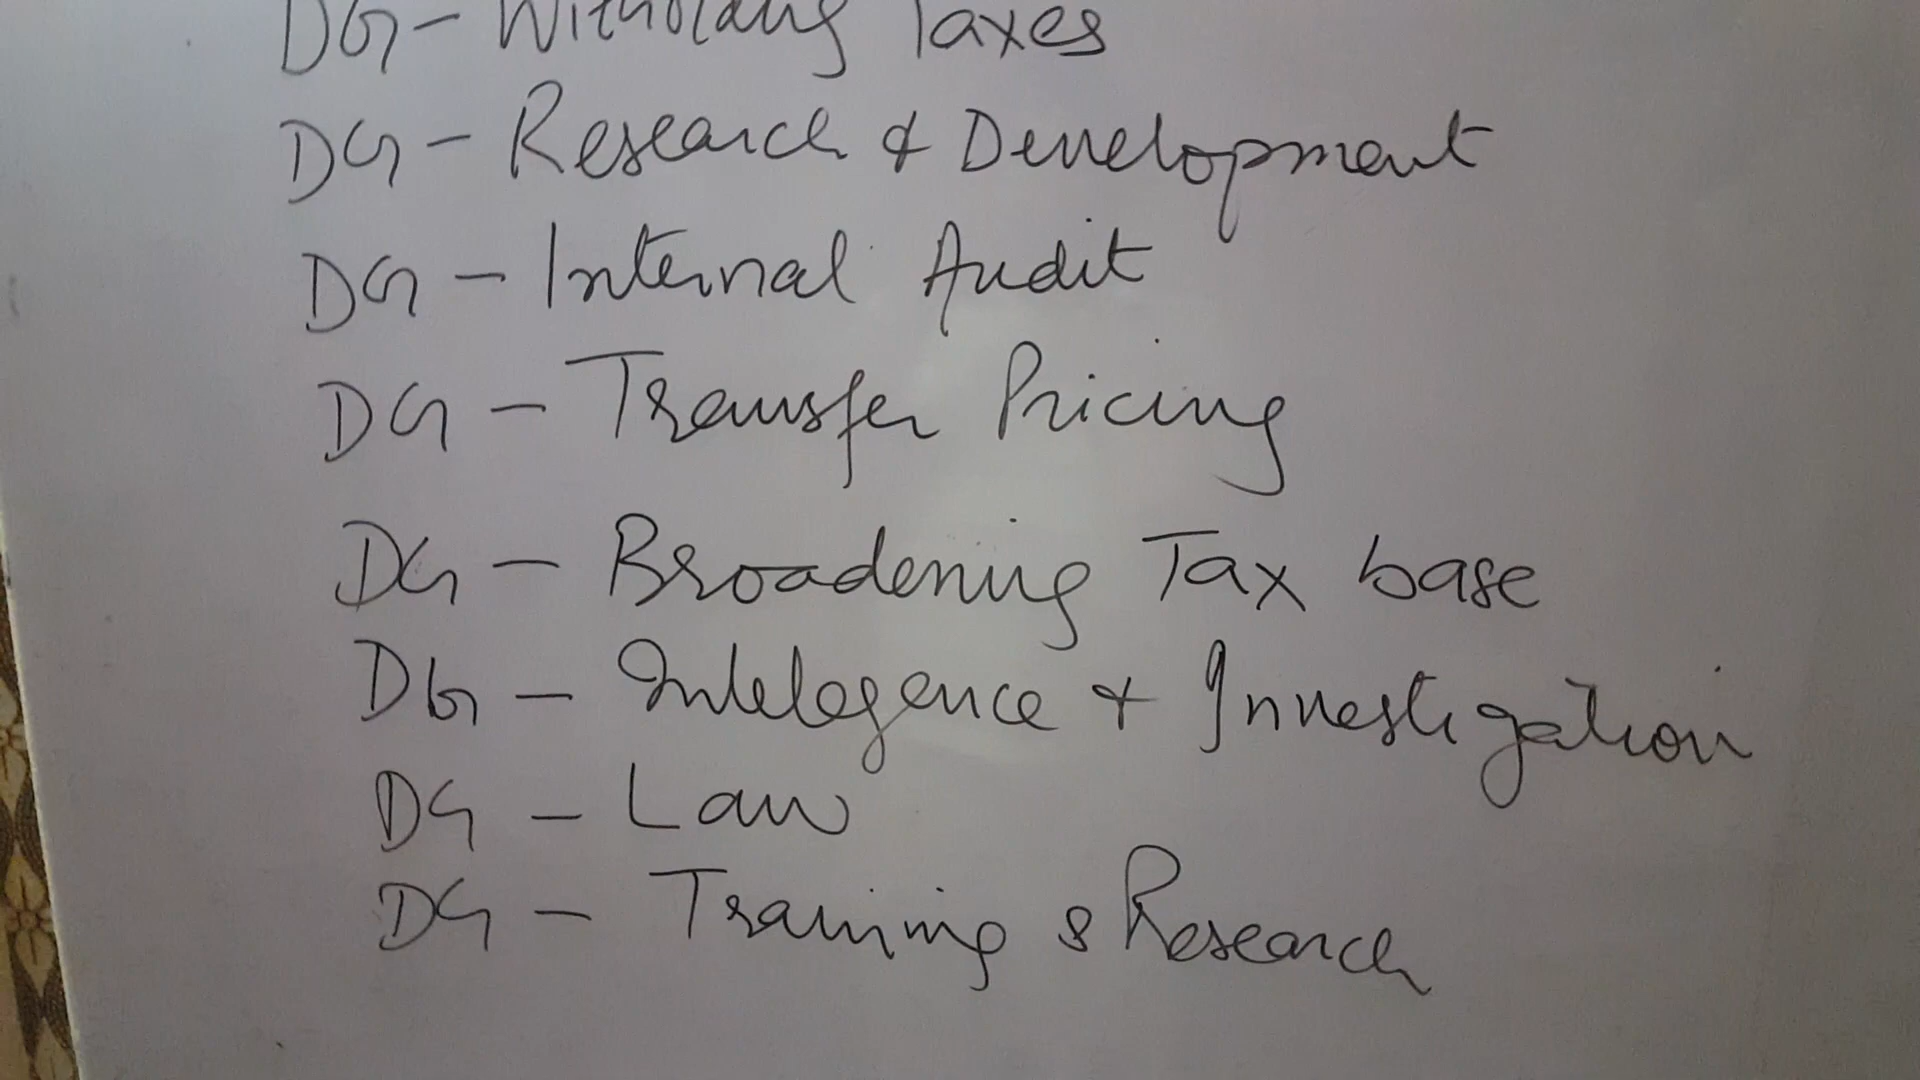 DG - Witholding Taxes
DG - Research & Development
DG - Internal Audit
DG - Transfer Pricing
DG - Broadening Tax base
DG - Intelegence & Investigation
DG - Law
DG - Training & Research